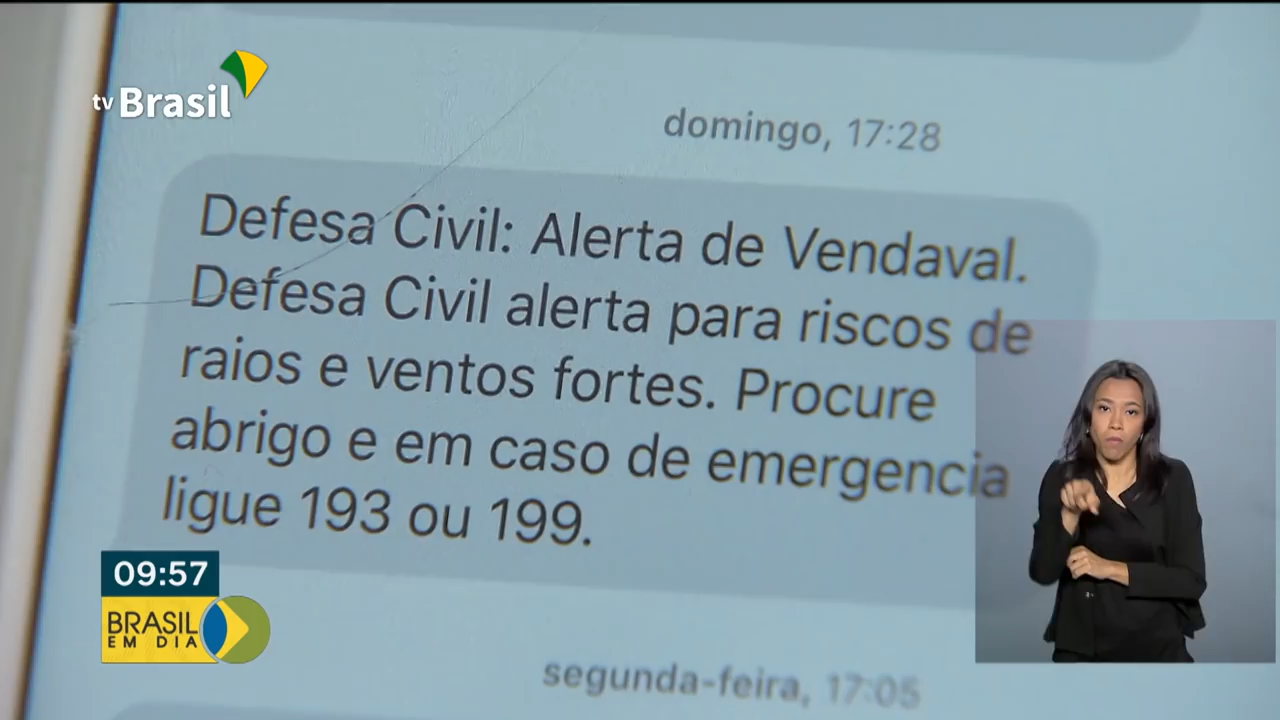 tv Brasil
domingo, 17:28
Defesa Civil: Alerta de Vendaval.
Defesa Civil alerta para riscos de
raios e ventos fortes. Procure
abrigo e em caso de emergencia
ligue 193 ou 199.
09:57
BRASIL
EM DIA
segunda-feira, 17:05